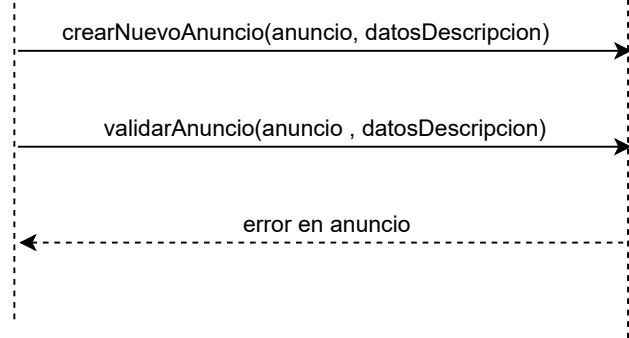 crearNuevoAnuncio(anuncio, datosDescripcion)
validarAnuncio(anuncio , datosDescripcion)
error en anuncio